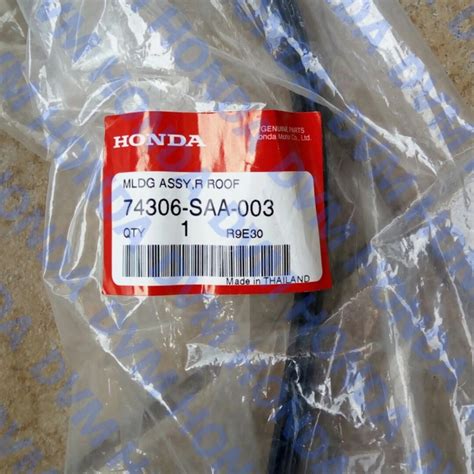 HONDA
GENUINE PARTS
Honda Motor Co., Ltd.
MLDG ASSY,R ROOF
74306-SAA-003
QTY 1 R9E30
Made in THAILAND